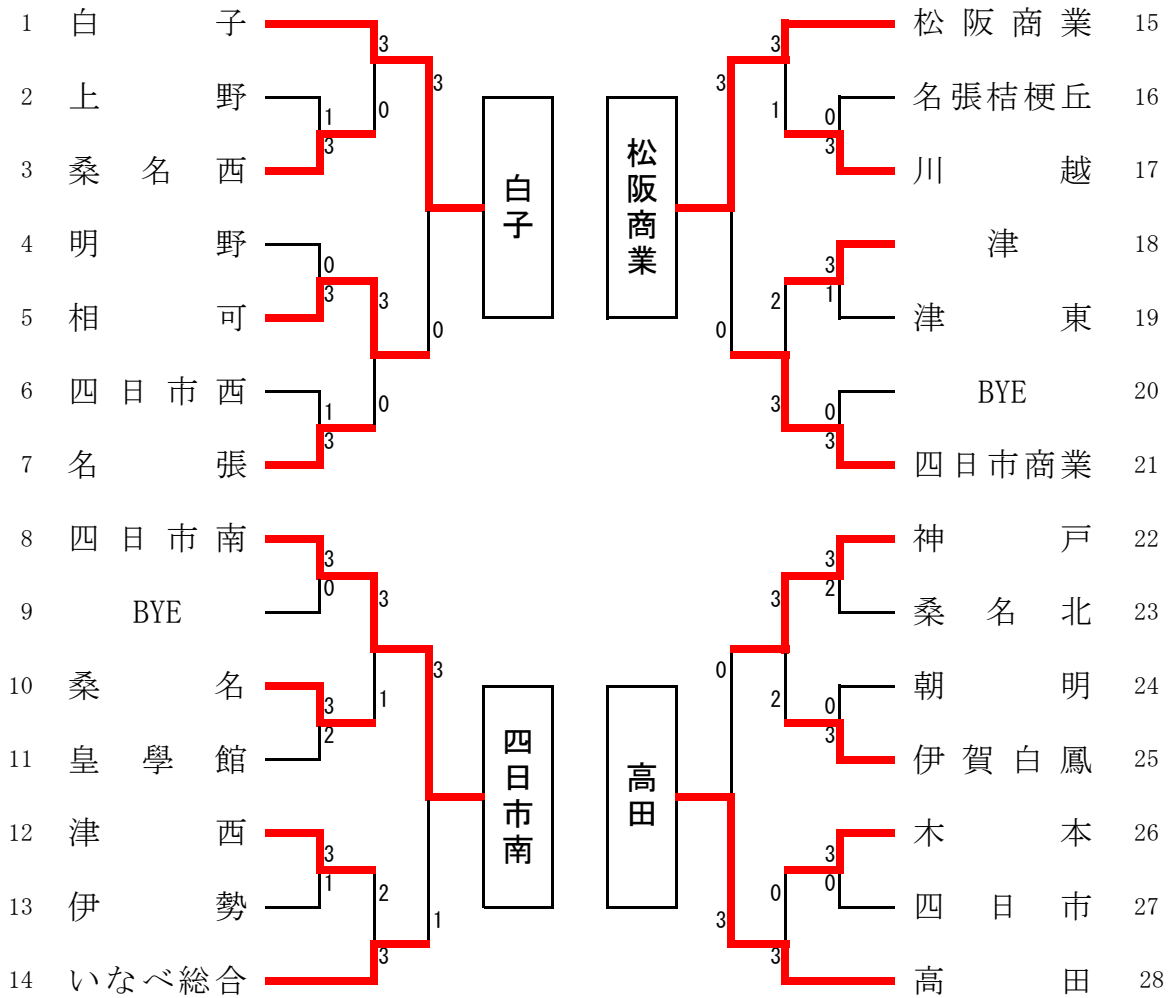 1 白子
2 上野
3 桑名西
4 明野
5 相可
6 四日市西
7 名張
8 四日市南
9 BYE
10 桑名
11 皇學館
12 津西
13 伊勢
14 いなべ総合
3
0
1
3
3
0
3
3
0
0
1
3
白子
3
0
3
3
1
3
2
3
1
2
3
1
四日市南
松阪商業 15
名張桔梗丘 16
川越 17
津 18
津東 19
BYE 20
四日市商業 21
神戸 22
桑名北 23
朝明 24
伊賀白鳳 25
木本 26
四日市 27
高田 28
3
3
1
0
3
松阪商業
3
2
1
0
3
0
3
3
3
2
0
2
0
3
高田
3
0
0
3
3